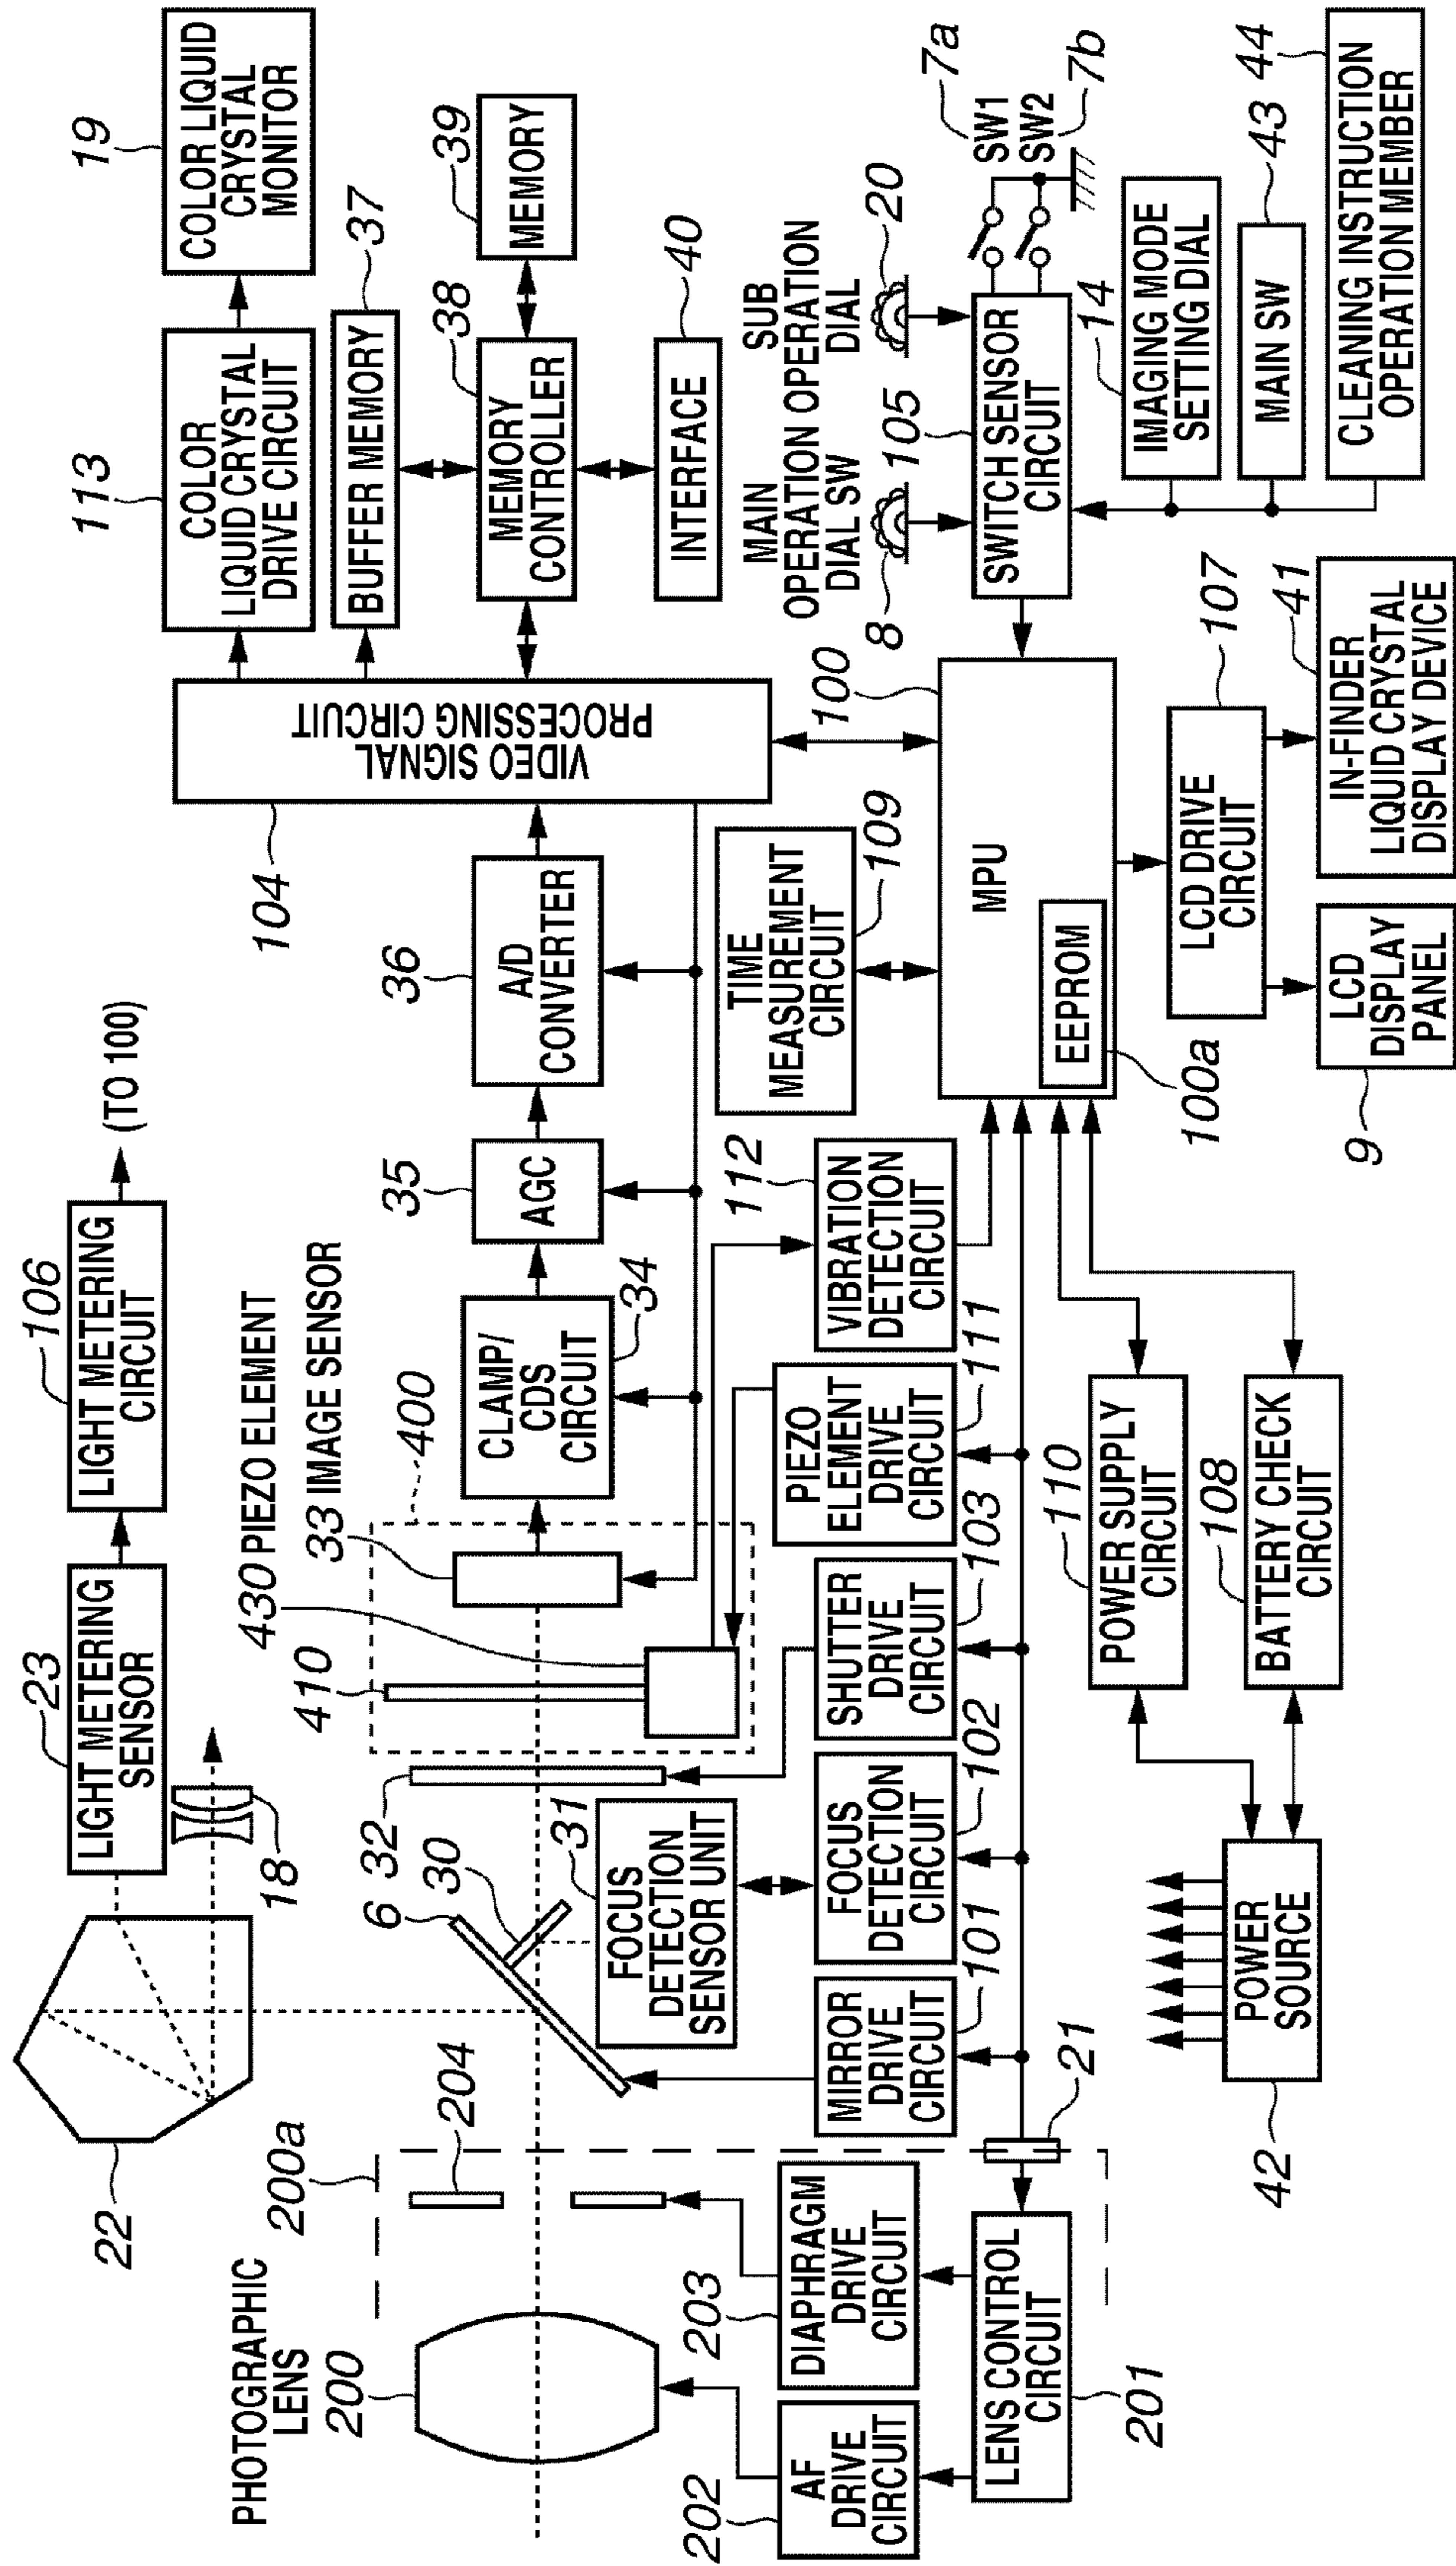 22
23
LIGHT METERING
SENSOR
18
106
LIGHT METERING
CIRCUIT
(TO 100)
113
COLOR
LIQUID CRYSTAL
DRIVE CIRCUIT
19
COLOR LIQUID
CRYSTAL
MONITOR
PHOTOGRAPHIC
LENS
200
200a
204
6
30
32
410
430 PIEZO ELEMENT
33 IMAGE SENSOR
400
CLAMP/
CDS
CIRCUIT
34
35
AGC
36
A/D
CONVERTER
104
VIDEO SIGNAL
PROCESSING CIRCUIT
BUFFER MEMORY
37
MEMORY
CONTROLLER
38
MEMORY
39
INTERFACE
40
31
FOCUS
DETECTION
SENSOR UNIT
202
AF
DRIVE
CIRCUIT
203
DIAPHRAGM
DRIVE
CIRCUIT
MIRROR
DRIVE
CIRCUIT
101
FOCUS
DETECTION
CIRCUIT
102
SHUTTER
DRIVE
CIRCUIT
103
PIEZO
ELEMENT
DRIVE
CIRCUIT
111
112
VIBRATION
DETECTION
CIRCUIT
TIME
MEASUREMENT
CIRCUIT
109
100
MPU
EEPROM
100a
MAIN
OPERATION
DIAL SW
8
SUB
OPERATION
DIAL
20
105
SWITCH SENSOR
CIRCUIT
7a
SW1
SW2
7b
LENS CONTROL
CIRCUIT
201
21
42
POWER
SOURCE
110
POWER SUPPLY
CIRCUIT
108
BATTERY CHECK
CIRCUIT
LCD DRIVE
CIRCUIT
107
9
LCD
DISPLAY
PANEL
41
IN-FINDER
LIQUID CRYSTAL
DISPLAY DEVICE
14
IMAGING MODE
SETTING DIAL
MAIN SW
43
CLEANING INSTRUCTION
OPERATION MEMBER
44